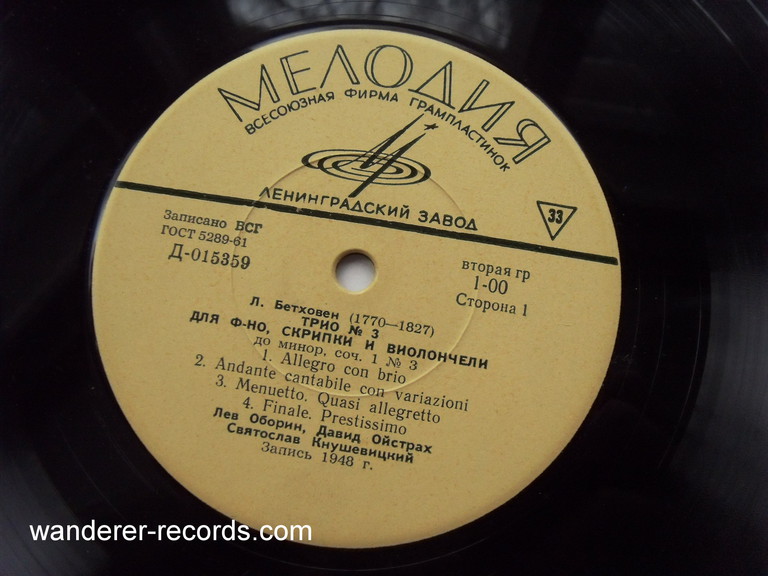 МЕЛОДИЯ
ВСЕСОЮЗНАЯ ФИРМА ГРАМПЛАСТИНОК
ЛЕНИНГРАДСКИЙ ЗАВОД
33
Записано ВСГ
ГОСТ 5289-61
Д-015359
вторая гр
1-00
Сторона 1
Л. Бетховен (1770—1827)
ТРИО № 3
ДЛЯ Ф-НО, СКРИПКИ И ВИОЛОНЧЕЛИ
до минор, соч. 1 № 3
1. Allegro con brio
2. Andante cantabile con variazioni
3. Menuetto. Quasi allegretto
4. Finale. Prestissimo
Лев Оборин, Давид Ойстрах
Святослав Кнушевицкий
Запись 1948 г.
wanderer-records.com